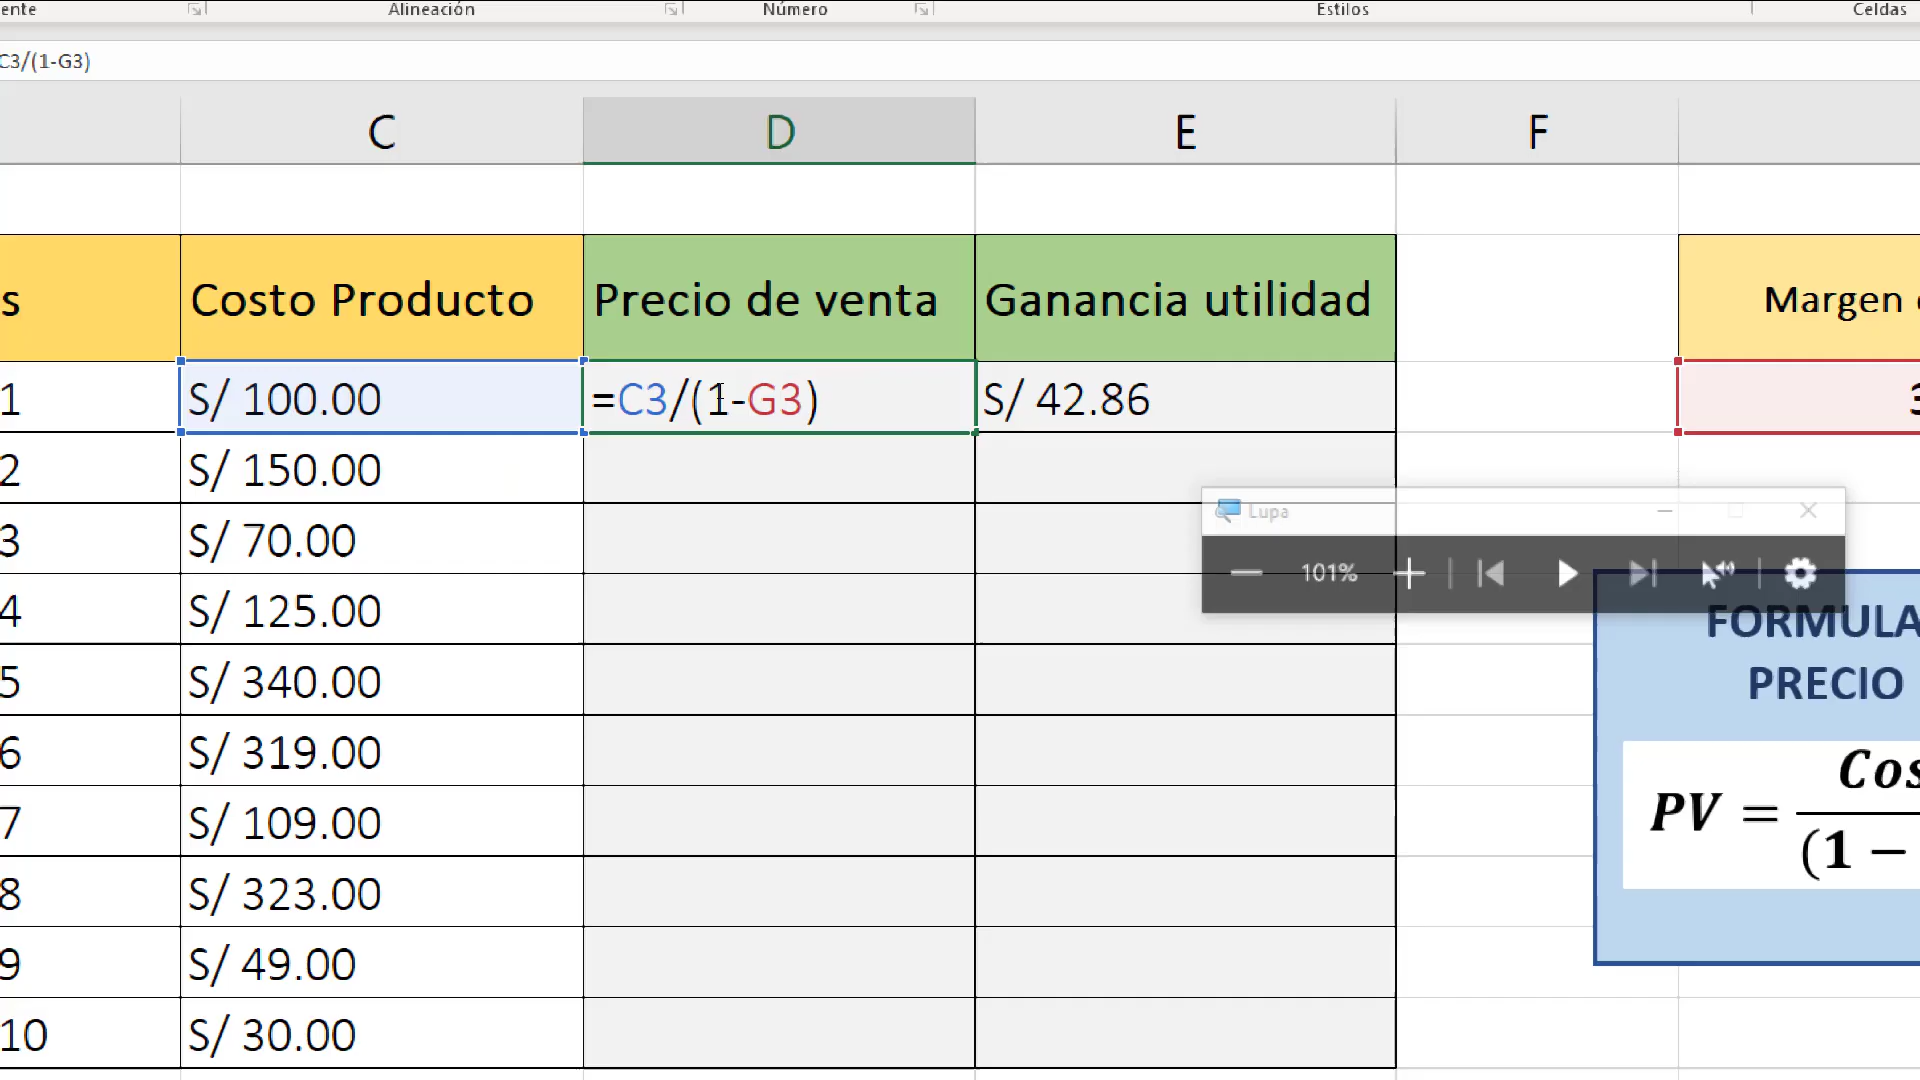 ente Alineación Número Estilos Celdas
C3/(1-G3)
C D E F
s Costo Producto Precio de venta Ganancia utilidad Margen
1 S/ 100.00 =C3/(1-G3) S/ 42.86 3
2 S/ 150.00
Lupa
3 S/ 70.00
101%
4 S/ 125.00
FORMULA
5 S/ 340.00
PRECIO
6 S/ 319.00
Cos
PV =
7 S/ 109.00
(1 −
8 S/ 323.00
9 S/ 49.00
10 S/ 30.00